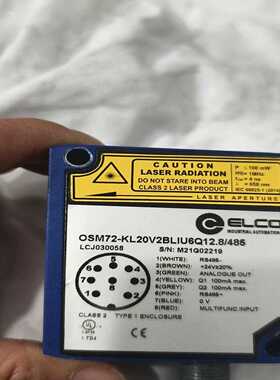 CAUTION
LASER RADIATION
DO NOT STARE INTO BEAM
CLASS 2 LASER PRODUCT
LASER APERTURE
ELCO
INDUSTRIAL AUTOMATION
OSM72-KL20V2BLIU6Q12.8/485
LCJ030058
S/N: M21G02219
1(WHITE): RS485-
2(BROWN): +24V±20%
3(GREEN): ANALOGUE OUT
4(YELLOW): Q1 100mA max.
5(GREY): Q2 100mA max.
6(PINK): RS485+
7(BLUE): 0 V
8(RED): MULTIFUNC.INPUT
CLASS 2 TYPE 1 ENCLOSURE